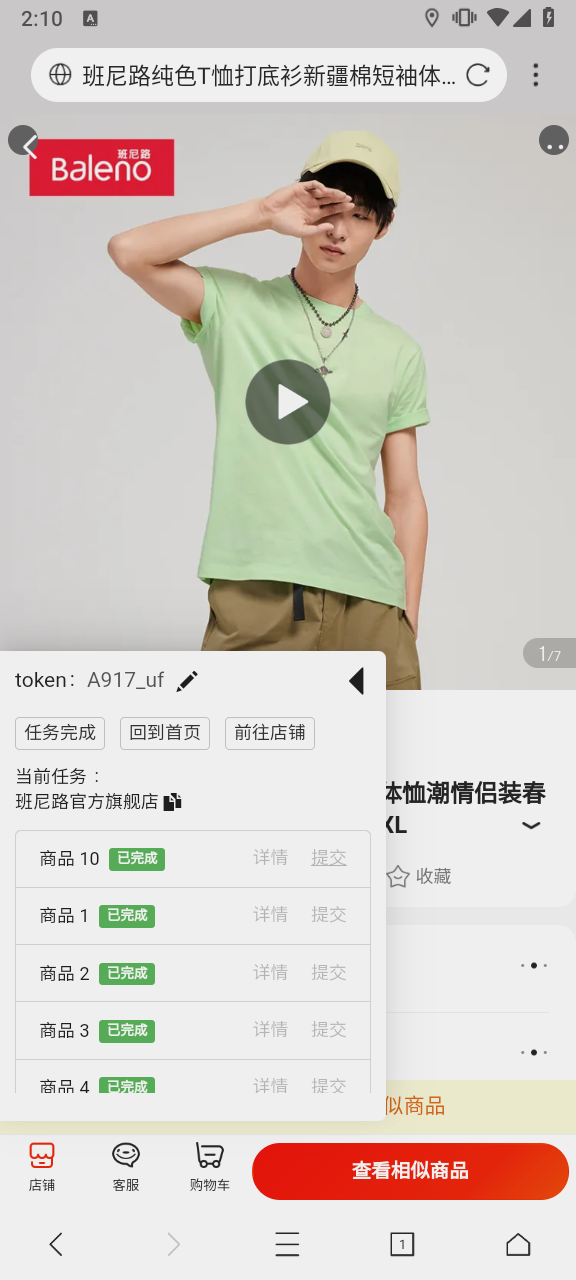 2:10
A
班尼路纯色T恤打底衫新疆棉短袖体...
班尼路
Baleno
1/7
token： A917_uf
任务完成 回到首页 前往店铺
当前任务：
班尼路官方旗舰店
体恤潮情侣装春
XL
收藏
商品 10 已完成 详情 提交
商品 1 已完成 详情 提交
商品 2 已完成 详情 提交
商品 3 已完成 详情 提交
商品 4 已完成 详情 提交
似商品
店铺 客服 购物车 查看相似商品
1